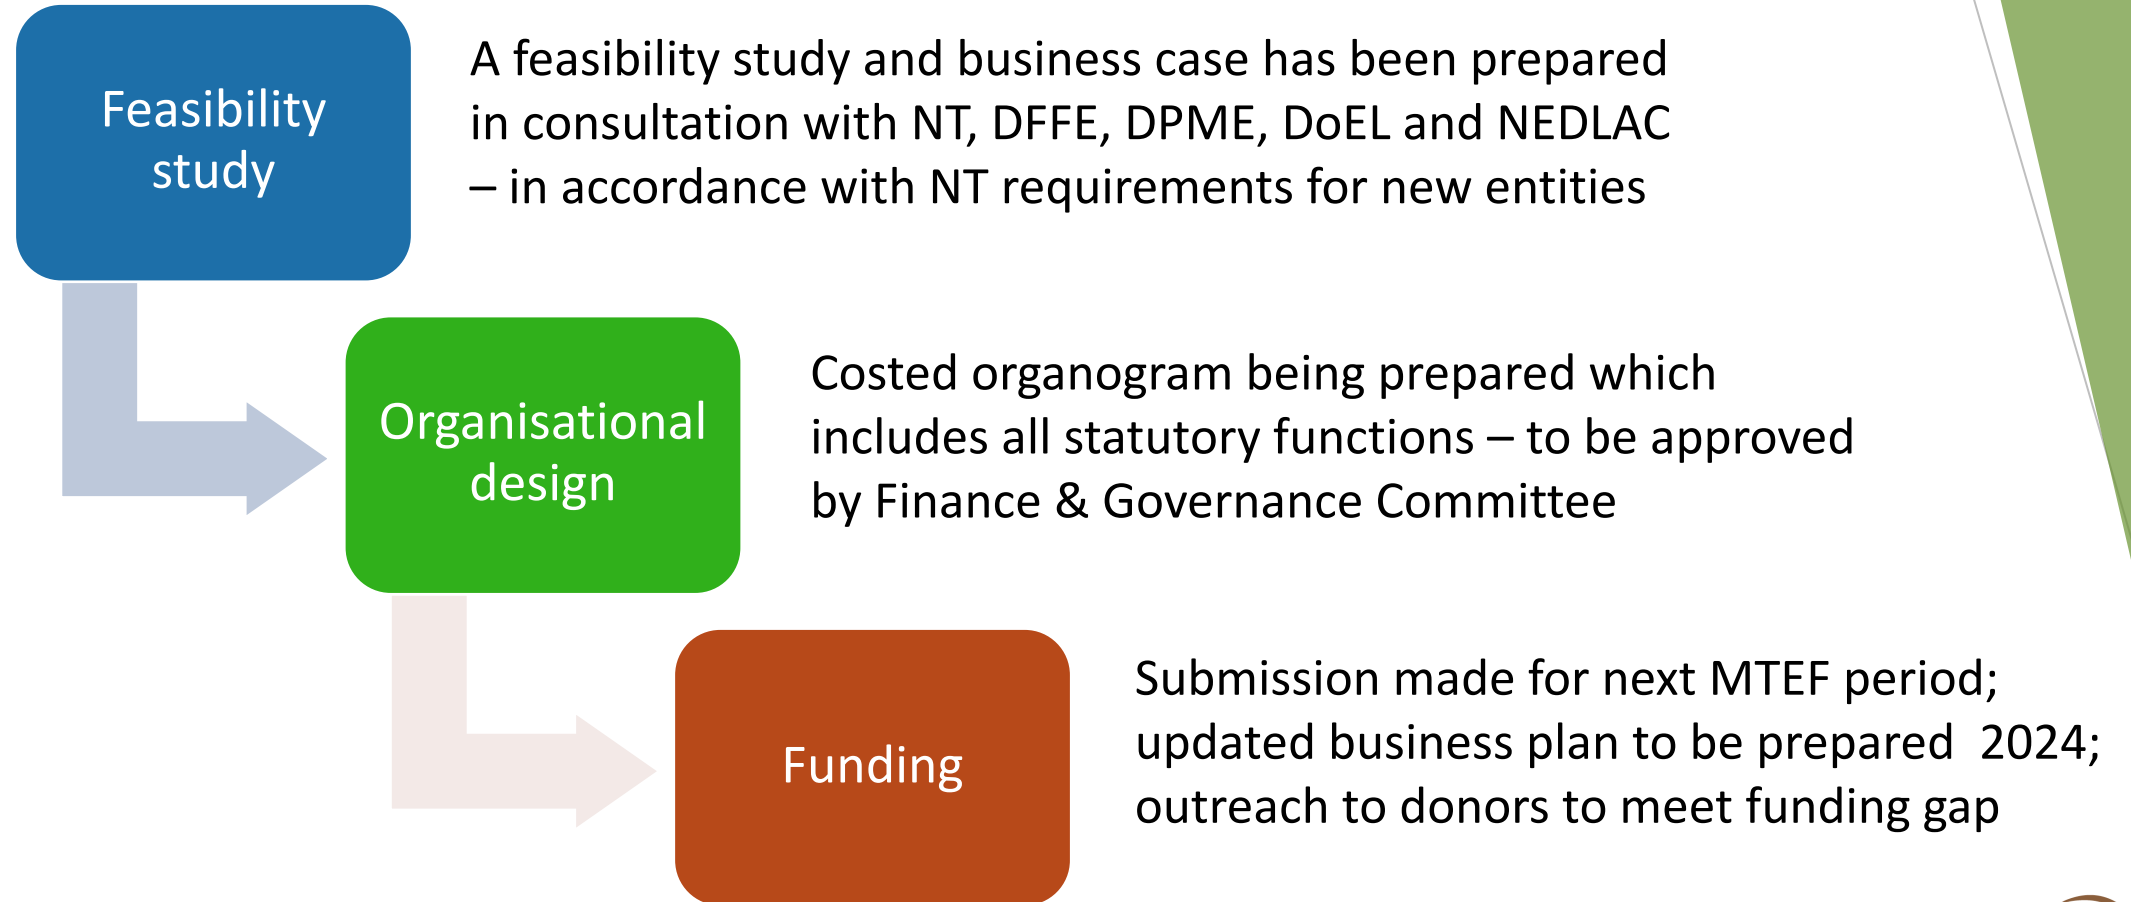 Feasibility
study
A feasibility study and business case has been prepared
in consultation with NT, DFFE, DPME, DoEL and NEDLAC
– in accordance with NT requirements for new entities
Organisational
design
Costed organogram being prepared which
includes all statutory functions – to be approved
by Finance & Governance Committee
Funding
Submission made for next MTEF period;
updated business plan to be prepared  2024;
outreach to donors to meet funding gap